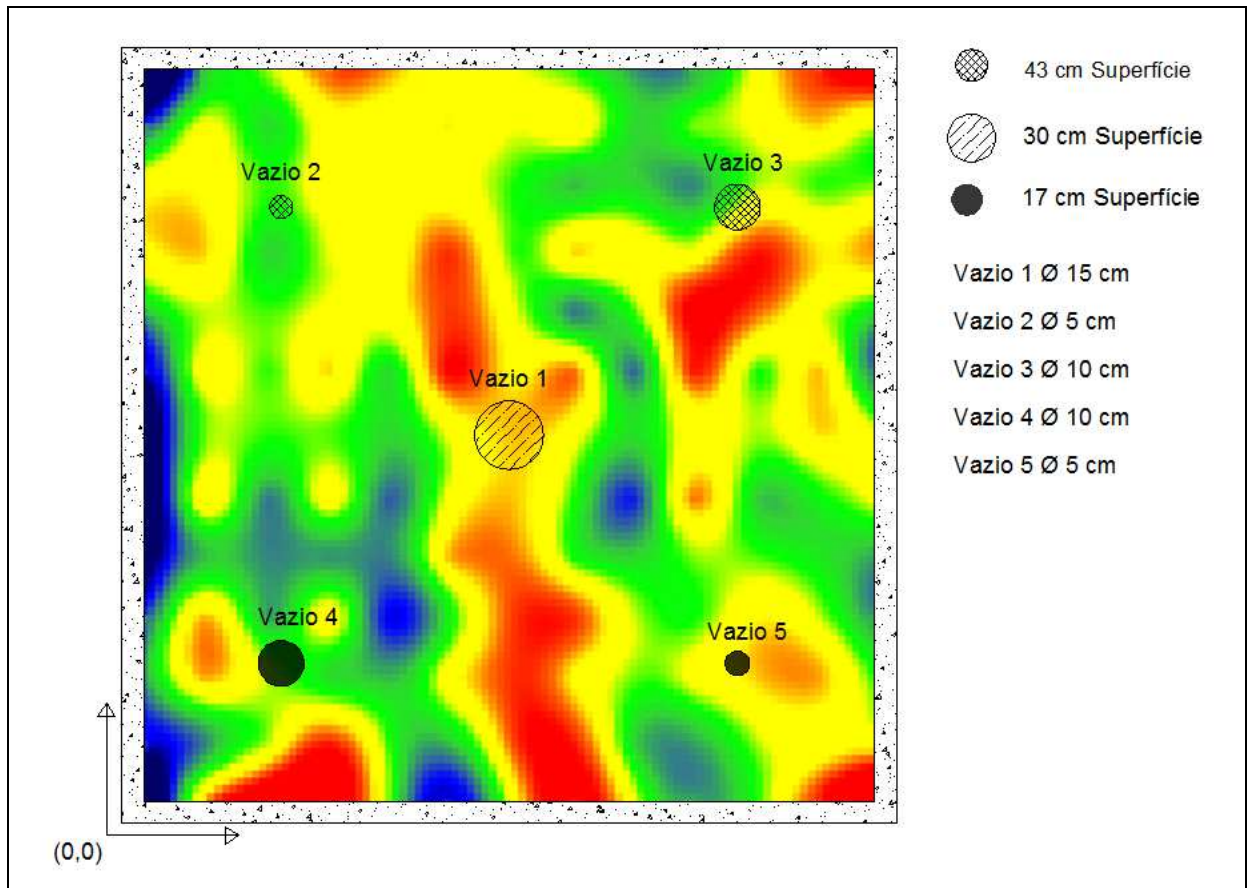 Vazio 2
Vazio 3
Vazio 1
Vazio 4
Vazio 5
(0,0)
43 cm Superfície
30 cm Superfície
17 cm Superfície
Vazio 1 Ø 15 cm
Vazio 2 Ø 5 cm
Vazio 3 Ø 10 cm
Vazio 4 Ø 10 cm
Vazio 5 Ø 5 cm